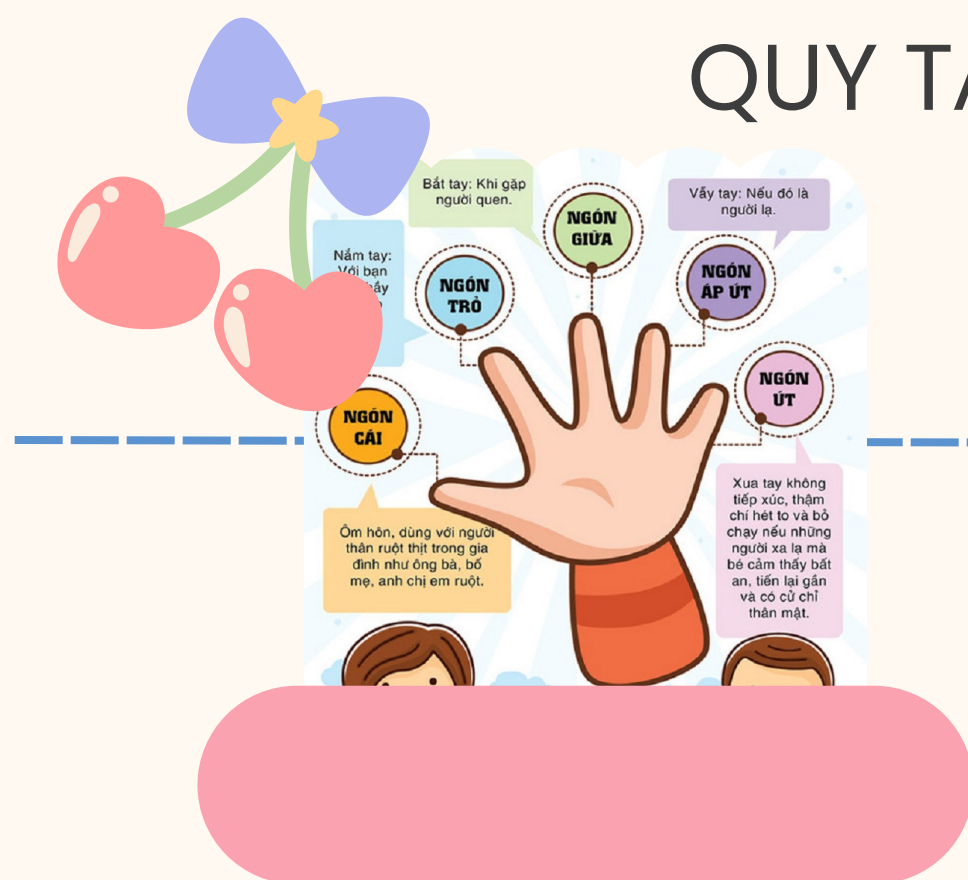 QUY
Bắt tay: Khi gặp
người quen.
NGÓN
GIỮA
Vẫy tay: Nếu đó là
người lạ.
Nắm tay:
Với bạn
NGÓN
TRỎ
NGÓN
ÁP ÚT
NGÓN
ÚT
NGÓN
CÁI
Ôm hôn, dùng với người
thân ruột thịt trong gia
đình như ông bà, bố
mẹ, anh chị em ruột.
Xua tay không
tiếp xúc, thậm
chí hét to và bỏ
chạy nếu những
người xa lạ mà
bé cảm thấy bất
an, tiến lại gần
và có cử chỉ
thân mật.